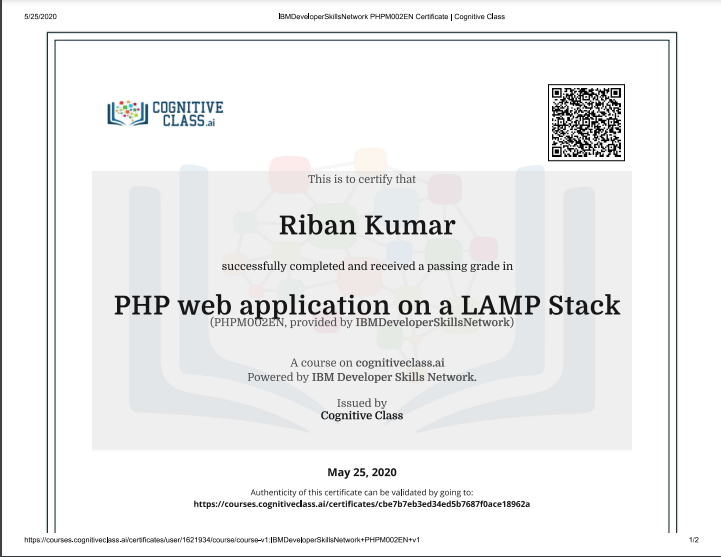 5/25/2020 IBMDeveloperSkillsNetwork PHPM002EN Certificate | Cognitive Class
COGNITIVE
CLASS.ai
This is to certify that
Riban Kumar
successfully completed and received a passing grade in
PHP web application on a LAMP Stack
(PHPM002EN, provided by IBMDeveloperSkillsNetwork)
A course on cognitiveclass.ai
Powered by IBM Developer Skills Network.
Issued by
Cognitive Class
May 25, 2020
Authenticity of this certificate can be validated by going to:
https://courses.cognitiveclass.ai/certificates/cbe7b7eb3ed34ed5b7687f0ace18962a
https://courses.cognitiveclass.ai/certificates/user/1621934/course/course-v1:IBMDeveloperSkillsNetwork+PHPM002EN+v1 1/2